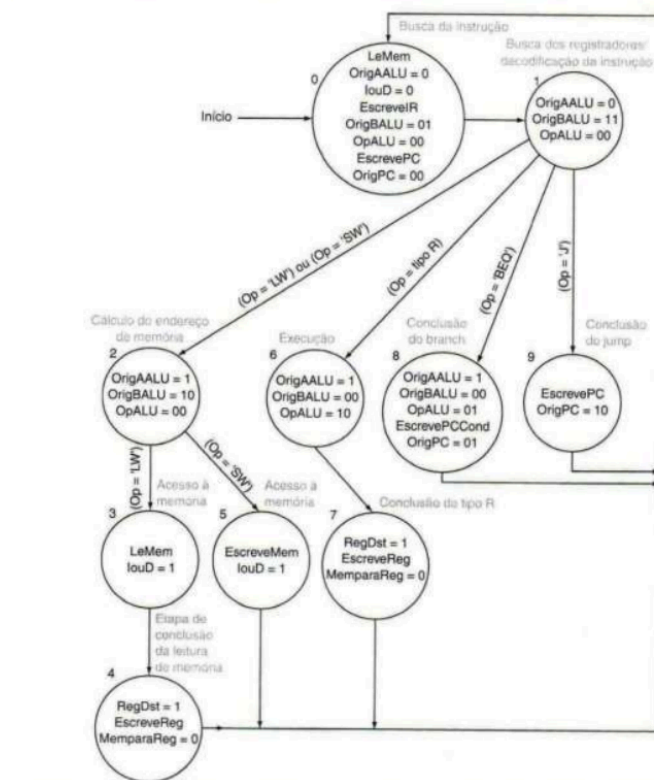 Busca da instrução
Busca dos registradores/
decodificação da instrução
0
LeMem
OrigAALU = 0
IouD = 0
EscreveIR
OrigBALU = 01
OpALU = 00
EscrevePC
OrigPC = 00
Início
1
OrigAALU = 0
OrigBALU = 11
OpALU = 00
(Op = 'LW') ou (Op = 'SW')
(Op = tipo R)
(Op = 'BEQ')
(Op = 'J')
Cálculo do endereço
de memória
2
OrigAALU = 1
OrigBALU = 10
OpALU = 00
Execução
6
OrigAALU = 1
OrigBALU = 00
OpALU = 10
Conclusão
do branch
8
OrigAALU = 1
OrigBALU = 00
OpALU = 01
EscrevePCCond
OrigPC = 01
Conclusão
do jump
9
EscrevePC
OrigPC = 10
(Op = 'LW')
(Op = 'SW')
Acesso à
memória
3
LeMem
IouD = 1
Acesso à
memória
5
EscreveMem
IouD = 1
Conclusão do tipo R
7
RegDst = 1
EscreveReg
MemparaReg = 0
Etapa de
conclusão
da leitura
de memória
4
RegDst = 1
EscreveReg
MemparaReg = 0